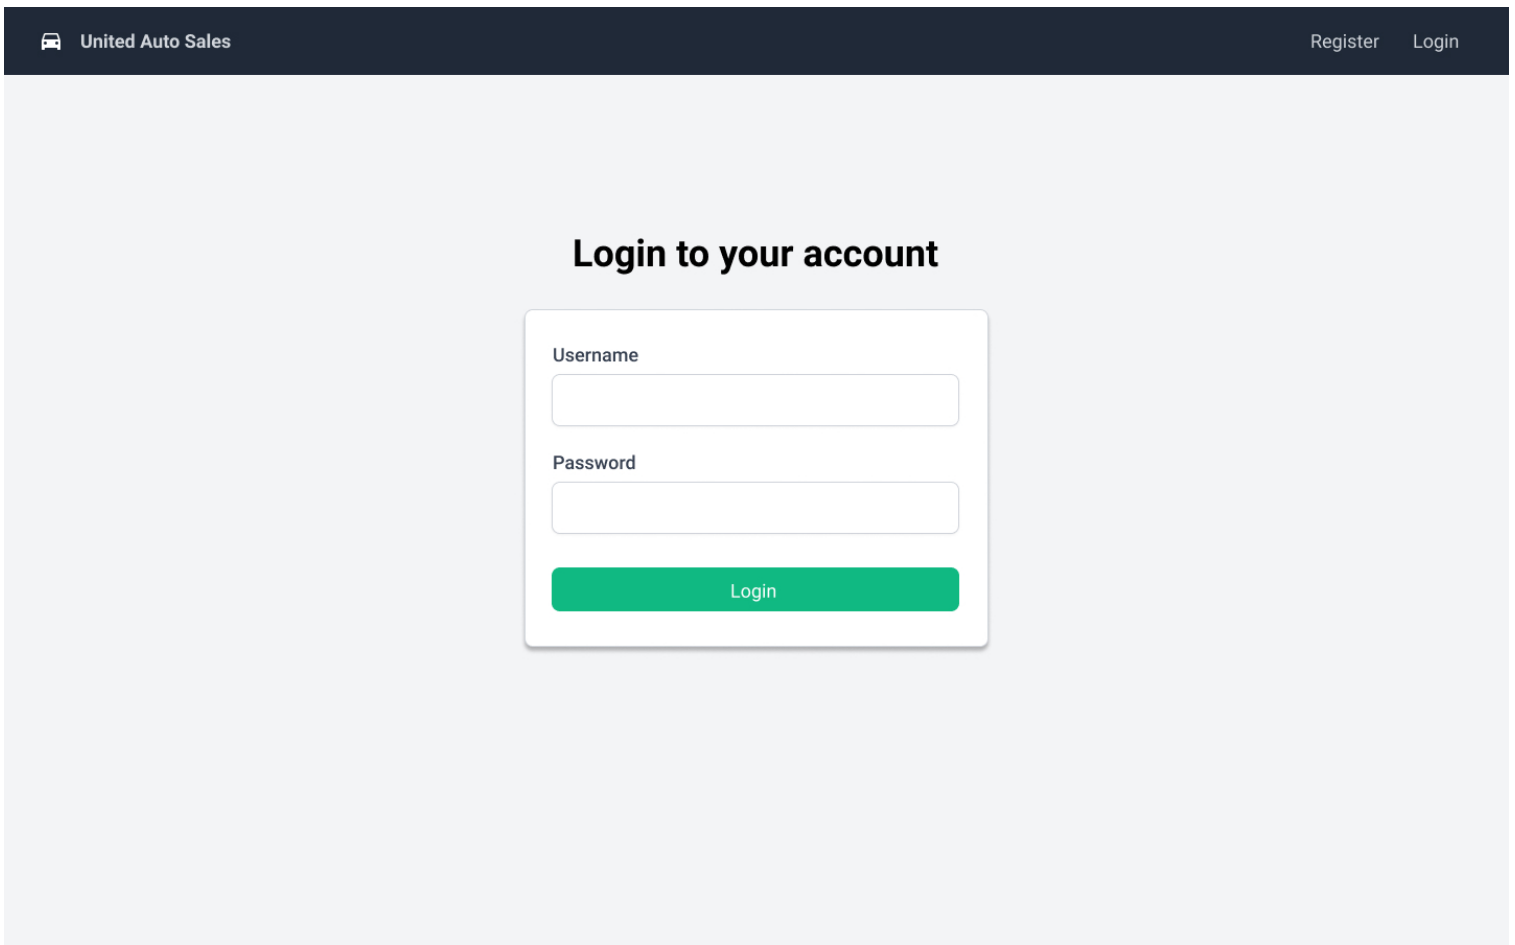 United Auto Sales
Register
Login
Login to your account
Username
Password
Login